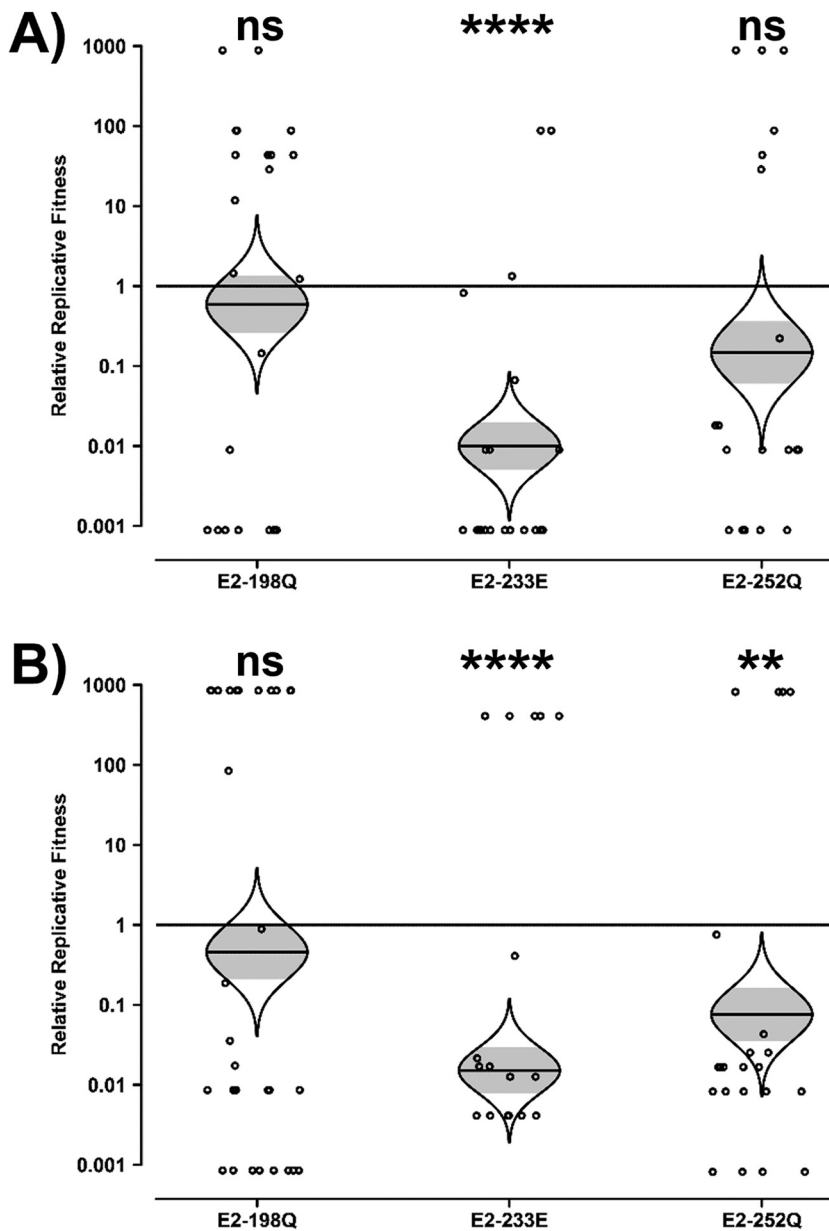 A)
ns
****
ns
Relative Replicative Fitness
1000
100
10
1
0.1
0.01
0.001
E2-198Q
E2-233E
E2-252Q
B)
ns
****
**
Relative Replicative Fitness
1000
100
10
1
0.1
0.01
0.001
E2-198Q
E2-233E
E2-252Q